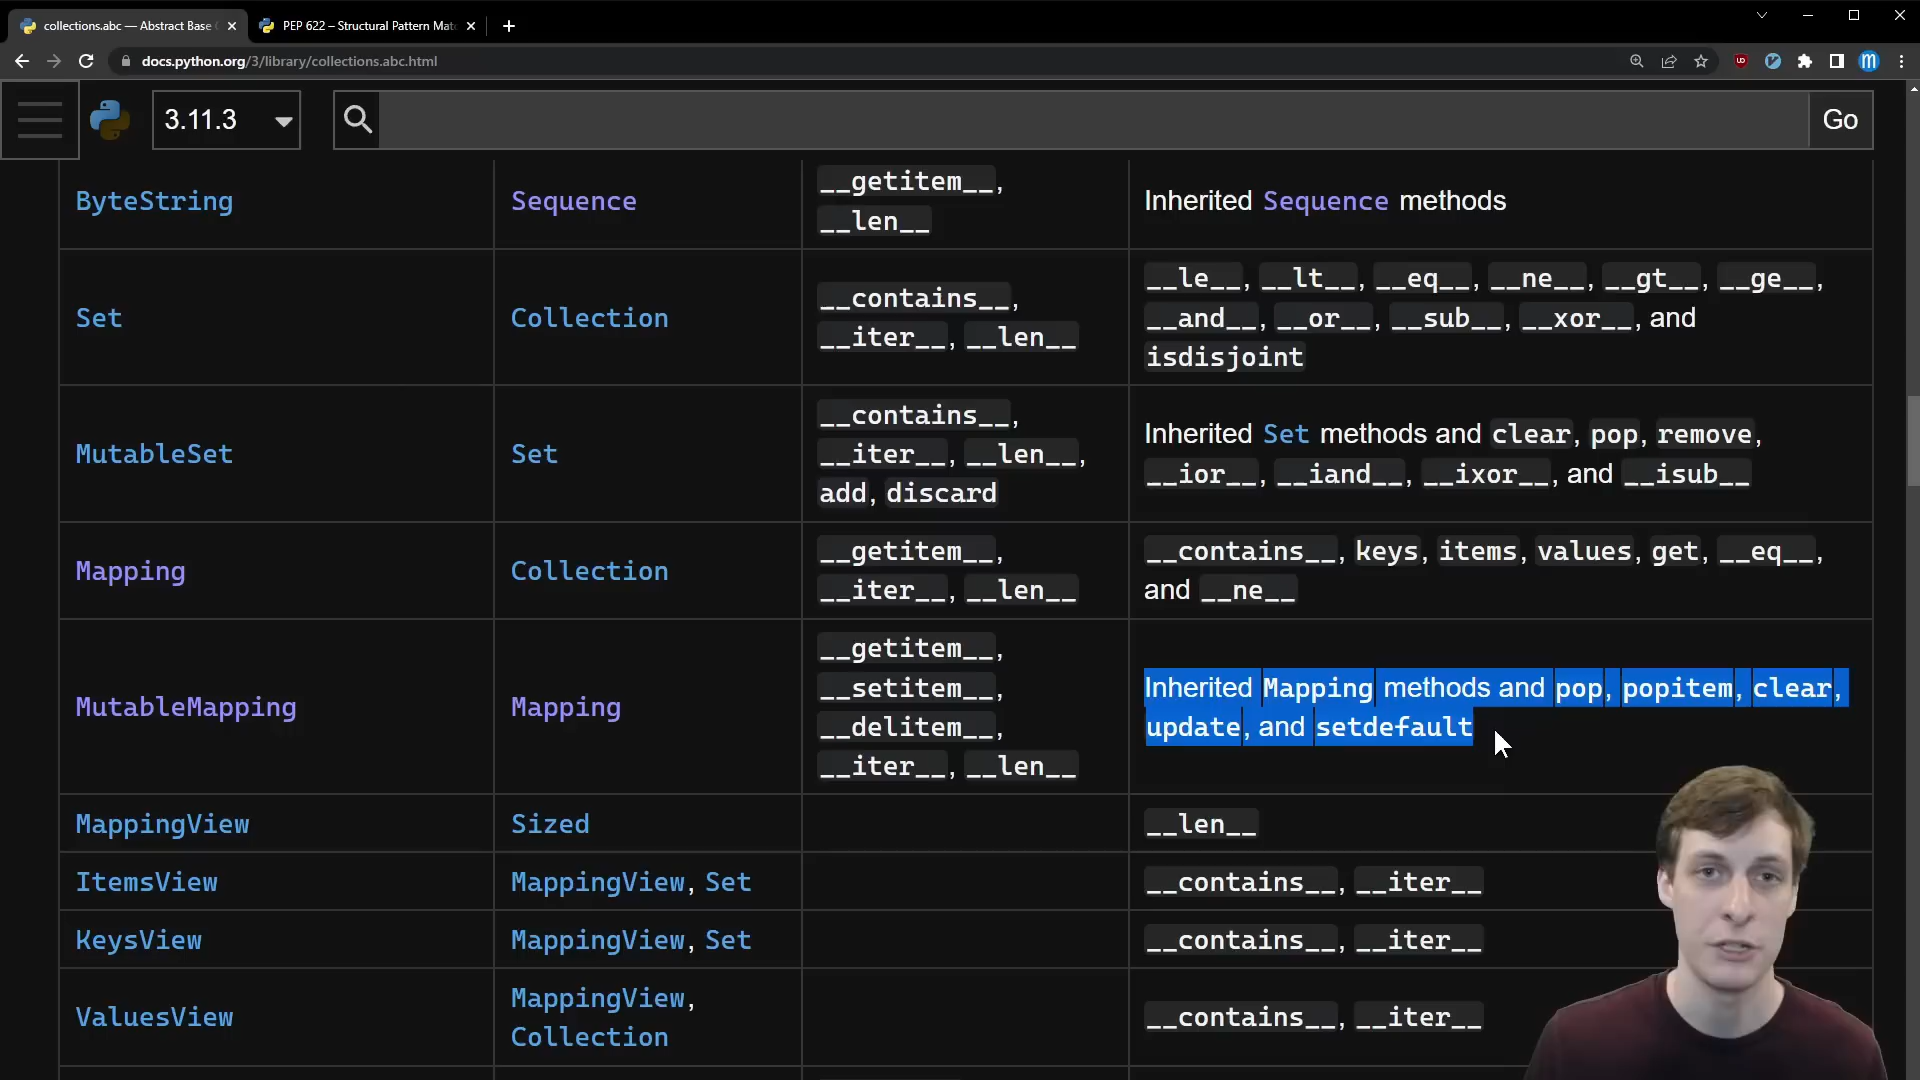 collections.abc — Abstract Base C
PEP 622 – Structural Pattern Mat
docs.python.org/3/library/collections.abc.html
3.11.3
Go
ByteString
Sequence
__getitem__,
__len__
Inherited Sequence methods
Set
Collection
__contains__,
__iter__, __len__
__le__, __lt__, __eq__, __ne__, __gt__, __ge__,
__and__, __or__, __sub__, __xor__, and
isdisjoint
MutableSet
Set
__contains__,
__iter__, __len__,
add, discard
Inherited Set methods and clear, pop, remove,
__ior__, __iand__, __ixor__, and __isub__
Mapping
Collection
__getitem__,
__iter__, __len__
__contains__, keys, items, values, get, __eq__,
and __ne__
MutableMapping
Mapping
__getitem__,
__setitem__,
__delitem__,
__iter__, __len__
Inherited Mapping methods and pop, popitem, clear,
update, and setdefault
MappingView
Sized
__len__
ItemsView
MappingView, Set
__contains__, __iter__
KeysView
MappingView, Set
__contains__, __iter__
ValuesView
MappingView,
Collection
__contains__, __iter__